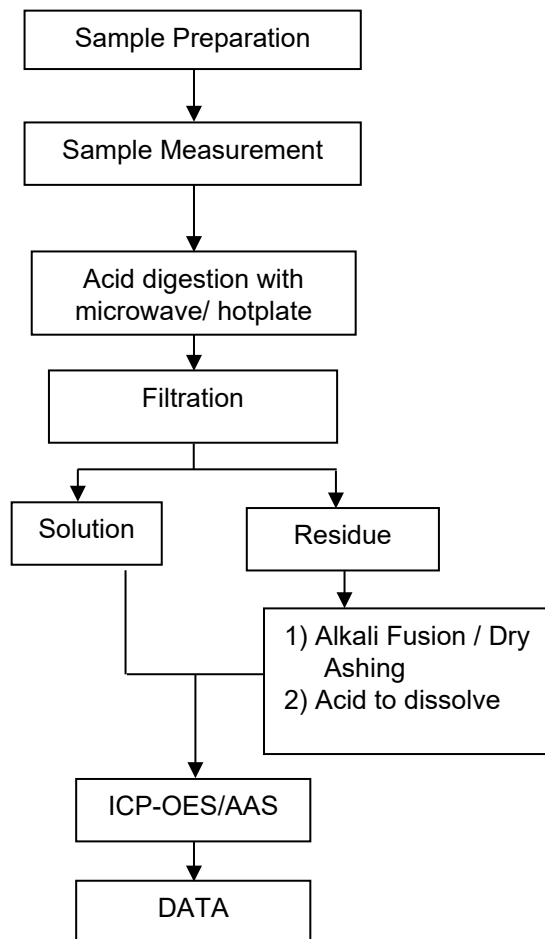 Sample Preparation
Sample Measurement
Acid digestion with
microwave/ hotplate
Filtration
Solution
Residue
1) Alkali Fusion / Dry
Ashing
2) Acid to dissolve
ICP-OES/AAS
DATA